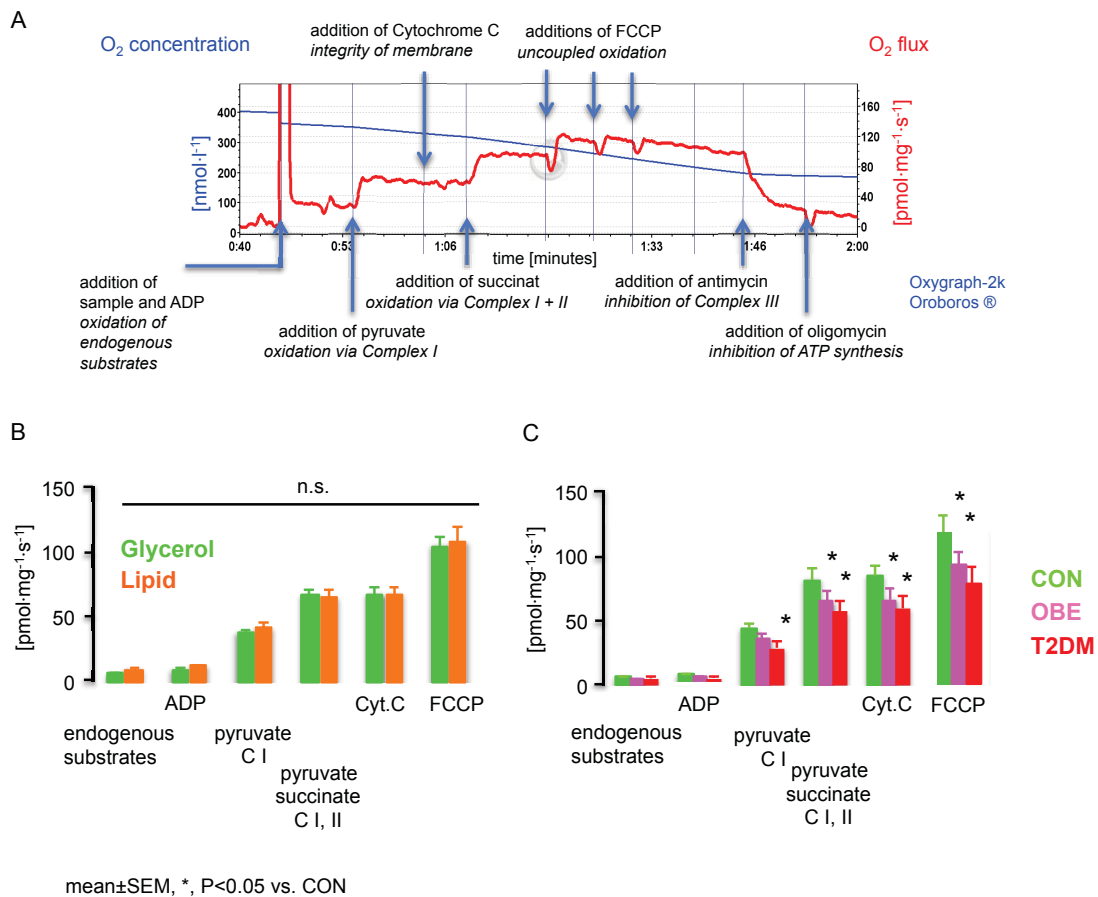 A
O2 concentration
addition of Cytochrome C
integrity of membrane
additions of FCCP
uncoupled oxidation
O2 flux
[nmol·l-1]
400
300
200
100
0
160
120
80
40
0
[pmol·mg-1·s-1]
0:40
0:53
1:06
1:33
1:46
2:00
time [minutes]
addition of
sample and ADP
oxidation of
endogenous
substrates
addition of pyruvate
oxidation via Complex I
addition of succinat
oxidation via Complex I + II
addition of antimycin
inhibition of Complex III
addition of oligomycin
inhibition of ATP synthesis
Oxygraph-2k
Oroboros ®
B
[pmol·mg-1·s-1]
150
100
50
0
n.s.
Glycerol
Lipid
endogenous
substrates
ADP
pyruvate
C I
pyruvate
succinate
C I, II
Cyt.C
FCCP
C
[pmol·mg-1·s-1]
150
100
50
0
*
*
*
*
*
*
*
CON
OBE
T2DM
endogenous
substrates
ADP
pyruvate
C I
pyruvate
succinate
C I, II
Cyt.C
FCCP
mean±SEM, *, P<0.05 vs. CON